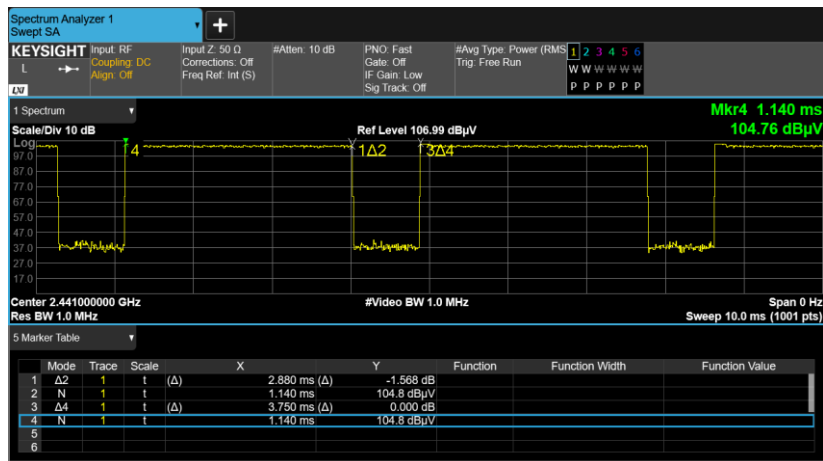 Spectrum Analyzer 1
Swept SA
KEYSIGHT Input: RF Input Z: 50 Ω #Atten: 10 dB PNO: Fast #Avg Type: Power (RMS 1 2 3 4 5 6
L Coupling: DC Corrections: Off Gate: Off Trig: Free Run W W W W W W
Align: Off Freq Ref: Int (S) IF Gain: Low P P P P P P
LXI Sig Track: Off
1 Spectrum Mkr4 1.140 ms
Scale/Div 10 dB Ref Level 106.99 dBµV 104.76 dBµV
Log
4 1Δ2 3Δ4
97.0
87.0
77.0
67.0
57.0
47.0
37.0
27.0
17.0
Center 2.441000000 GHz #Video BW 1.0 MHz Span 0 Hz
Res BW 1.0 MHz Sweep 10.0 ms (1001 pts)
5 Marker Table
Mode Trace Scale X Y Function Function Width Function Value
1 Δ2 1 t (Δ) 2.880 ms (Δ) -1.568 dB
2 N 1 t 1.140 ms 104.8 dBµV
3 Δ4 1 t (Δ) 3.750 ms (Δ) 0.000 dB
4 N 1 t 1.140 ms 104.8 dBµV
5
6